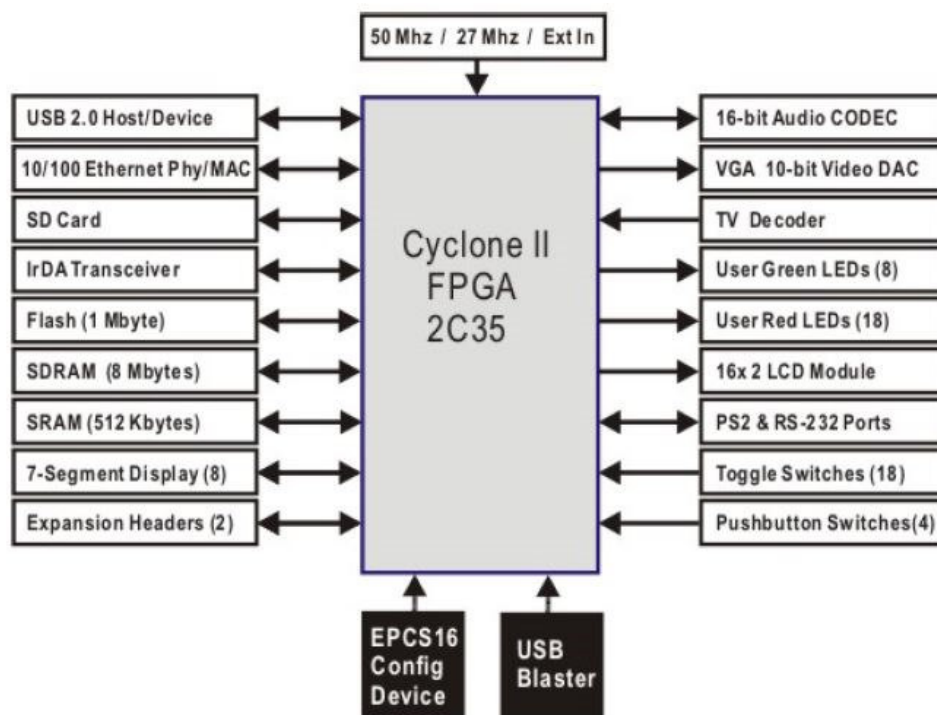 50 Mhz / 27 Mhz / Ext In
USB 2.0 Host/Device
10/100 Ethernet Phy/MAC
SD Card
IrDA Transceiver
Flash (1 Mbyte)
SDRAM (8 Mbytes)
SRAM (512 Kbytes)
7-Segment Display (8)
Expansion Headers (2)
Cyclone II
FPGA
2C35
16-bit Audio CODEC
VGA 10-bit Video DAC
TV Decoder
User Green LEDs (8)
User Red LEDs (18)
16x 2 LCD Module
PS2 & RS-232 Ports
Toggle Switches (18)
Pushbutton Switches(4)
EPCS16
Config
Device
USB
Blaster